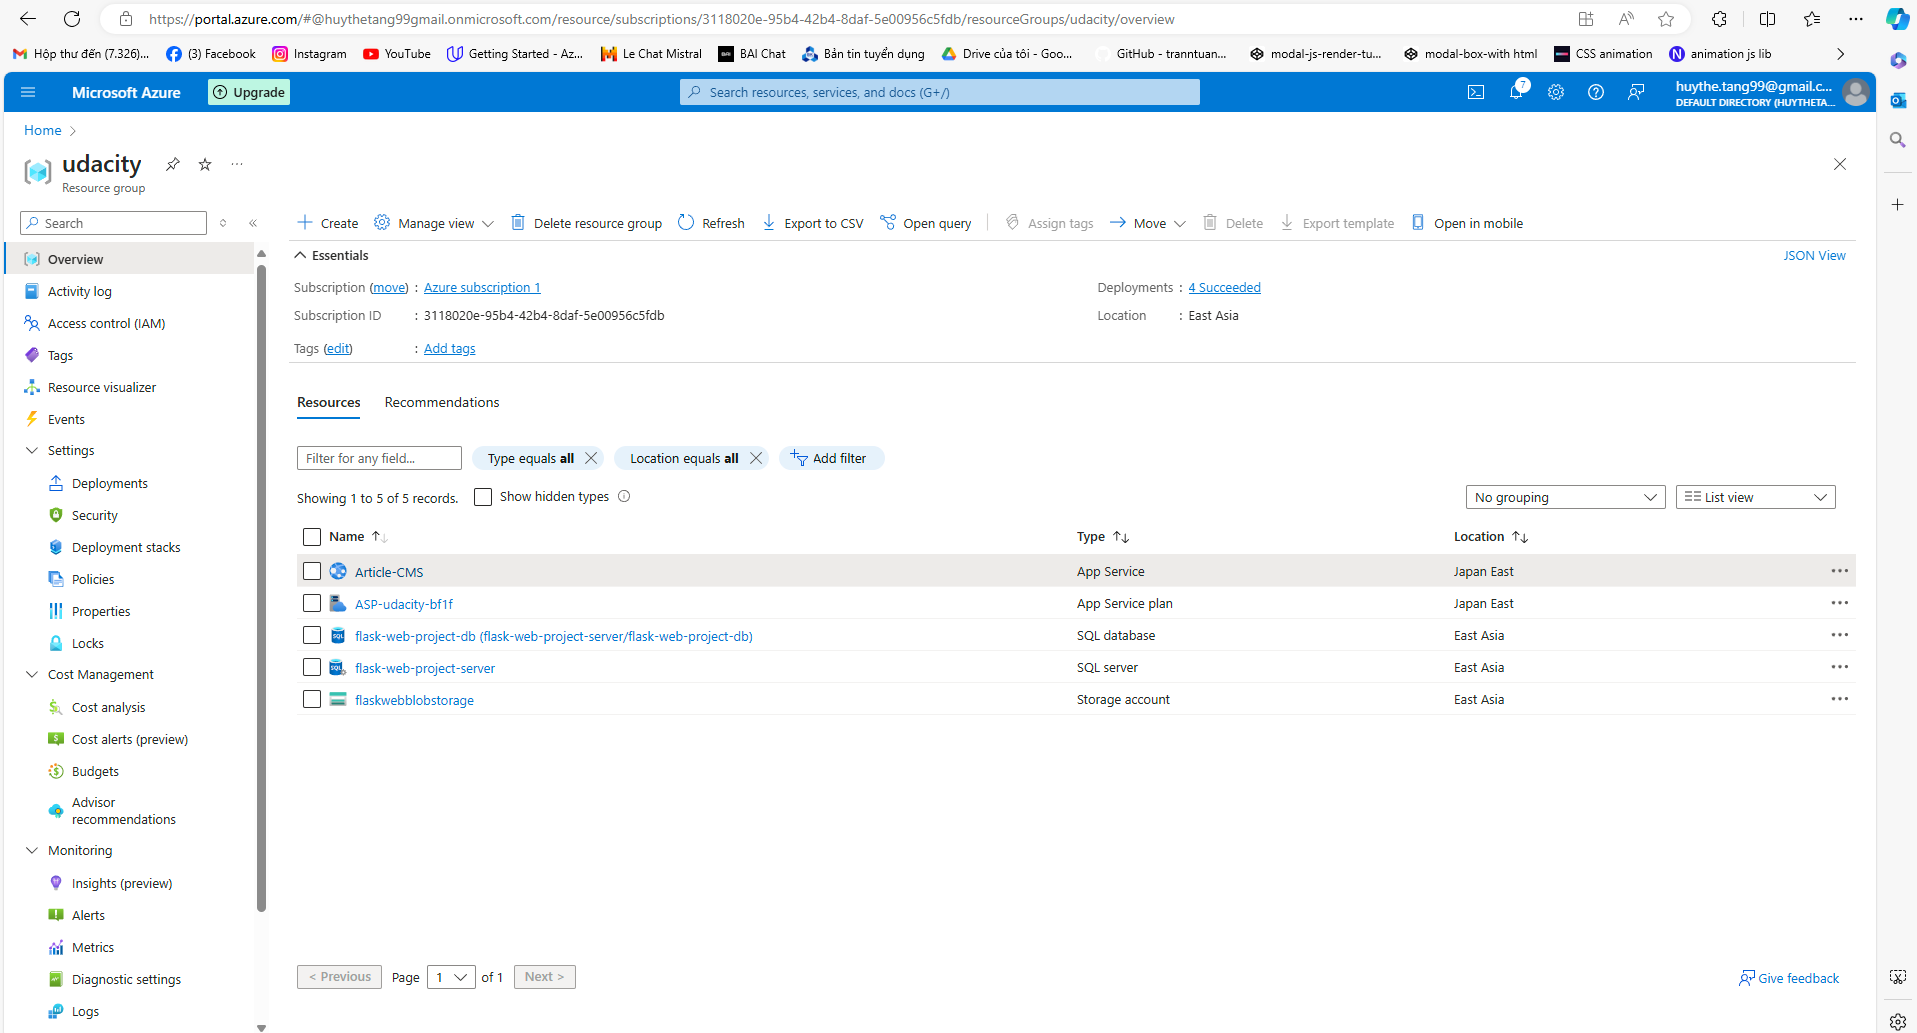 https://portal.azure.com/#@huythetang99gmail.onmicrosoft.com/resource/subscriptions/3118020e-95b4-42b4-8daf-5e00956c5fdb/resourceGroups/udacity/overview
Hộp thư đến (7.326)... (3) Facebook Instagram YouTube Getting Started - Az... Le Chat Mistral BAI Chat Bản tin tuyển dụng Drive của tôi - Goo... GitHub - tranntuan... modal-js-render-tu... modal-box-with html CSS animation animation js lib
Microsoft Azure Upgrade Search resources, services, and docs (G+/) 7 huythe.tang99@gmail.c...
DEFAULT DIRECTORY (HUYTHETA...
Home
udacity
Resource group
Search
Create Manage view Delete resource group Refresh Export to CSV Open query Assign tags Move Delete Export template Open in mobile
Overview
Activity log
Access control (IAM)
Tags
Resource visualizer
Events
Settings
Deployments
Security
Deployment stacks
Policies
Properties
Locks
Cost Management
Cost analysis
Cost alerts (preview)
Budgets
Advisor
recommendations
Monitoring
Insights (preview)
Alerts
Metrics
Diagnostic settings
Logs
Essentials JSON View
Subscription (move) : Azure subscription 1 Deployments : 4 Succeeded
Subscription ID : 3118020e-95b4-42b4-8daf-5e00956c5fdb Location : East Asia
Tags (edit) : Add tags
Resources Recommendations
Filter for any field... Type equals all Location equals all Add filter
Showing 1 to 5 of 5 records. Show hidden types No grouping List view
Name Type Location
Article-CMS App Service Japan East
ASP-udacity-bf1f App Service plan Japan East
flask-web-project-db (flask-web-project-server/flask-web-project-db) SQL database East Asia
flask-web-project-server SQL server East Asia
flaskwebblobstorage Storage account East Asia
< Previous Page 1 of 1 Next > Give feedback